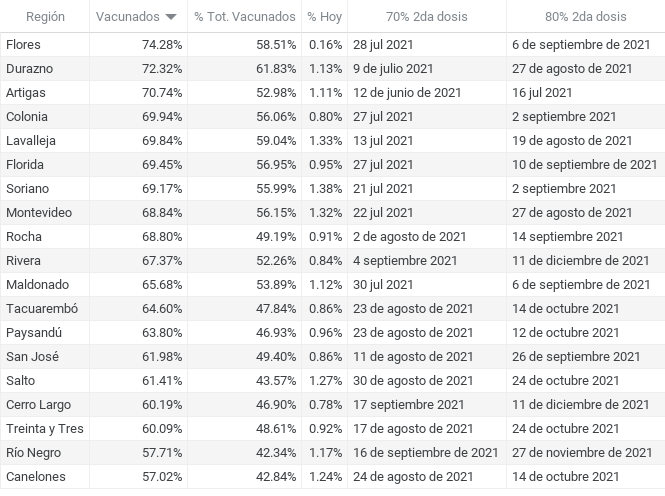 Región Vacunados % Tot. Vacunados % Hoy 70% 2da dosis 80% 2da dosis
Flores 74.28% 58.51% 0.16% 28 jul 2021 6 de septiembre de 2021
Durazno 72.32% 61.83% 1.13% 9 de julio 2021 27 de agosto de 2021
Artigas 70.74% 52.98% 1.11% 12 de junio de 2021 16 jul 2021
Colonia 69.94% 56.06% 0.80% 27 jul 2021 2 septiembre 2021
Lavalleja 69.84% 59.04% 1.33% 13 jul 2021 19 de agosto de 2021
Florida 69.45% 56.95% 0.95% 27 jul 2021 10 de septiembre de 2021
Soriano 69.17% 55.99% 1.38% 21 jul 2021 2 septiembre 2021
Montevideo 68.84% 56.15% 1.32% 22 jul 2021 27 de agosto de 2021
Rocha 68.80% 49.19% 0.91% 2 de agosto de 2021 14 septiembre 2021
Rivera 67.37% 52.26% 0.84% 4 septiembre 2021 11 de diciembre de 2021
Maldonado 65.68% 53.89% 1.12% 30 jul 2021 6 de septiembre de 2021
Tacuarembó 64.60% 47.84% 0.86% 23 de agosto de 2021 14 de octubre 2021
Paysandú 63.80% 46.93% 0.96% 23 de agosto de 2021 12 de octubre 2021
San José 61.98% 49.40% 0.86% 11 de agosto de 2021 26 de septiembre 2021
Salto 61.41% 43.57% 1.27% 30 de agosto de 2021 24 de octubre 2021
Cerro Largo 60.19% 46.90% 0.78% 17 septiembre 2021 11 de diciembre de 2021
Treinta y Tres 60.09% 48.61% 0.92% 17 de agosto de 2021 24 de octubre 2021
Río Negro 57.71% 42.34% 1.17% 16 de septiembre de 2021 27 de noviembre de 2021
Canelones 57.02% 42.84% 1.24% 24 de agosto de 2021 14 de octubre 2021